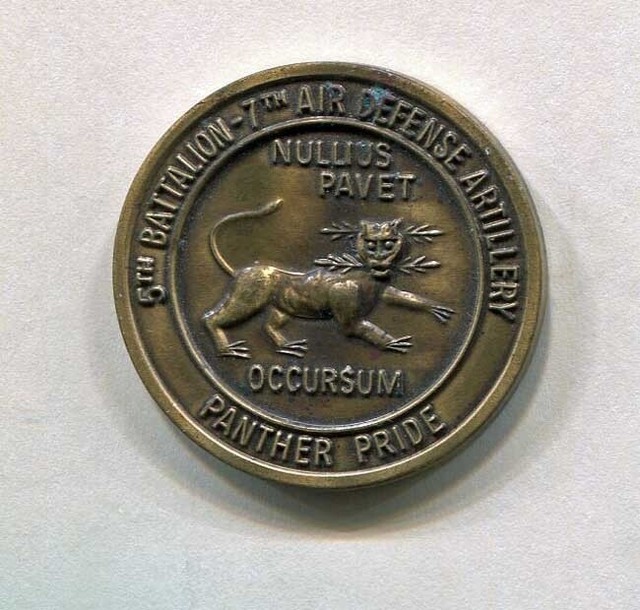 5TH BATTALION-7TH AIR DEFENSE ARTILLERY
NULLIUS
PAVET
OCCURSUM
PANTHER PRIDE